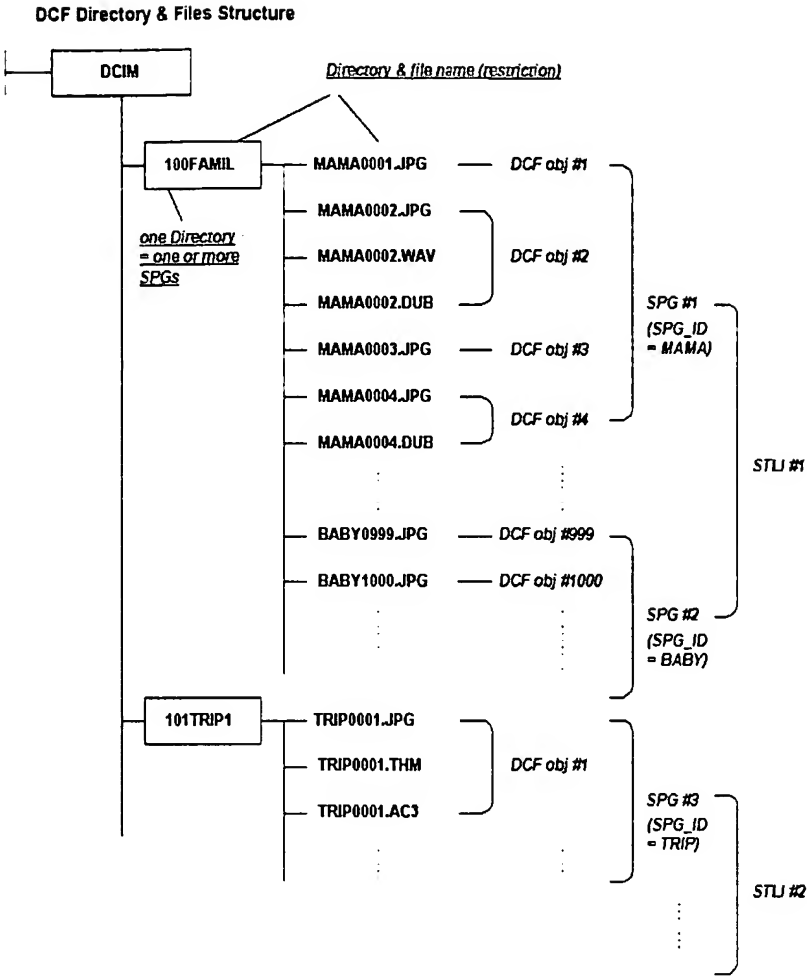 DCF Directory & Files Structure
DCIM
Directory & file name (restriction)
100FAMIL
MAMA0001.JPG
DCF obj #1
MAMA0002.JPG
one Directory
= one or more
SPGs
MAMA0002.WAV
DCF obj #2
MAMA0002.DUB
SPG #1
(SPG_ID
= MAMA)
MAMA0003.JPG
DCF obj #3
MAMA0004.JPG
DCF obj #4
MAMA0004.DUB
STLI #1
BABY0999.JPG
DCF obj #999
BABY1000.JPG
DCF obj #1000
SPG #2
(SPG_ID
= BABY)
101TRIP1
TRIP0001.JPG
TRIP0001.THM
DCF obj #1
TRIP0001.AC3
SPG #3
(SPG_ID
= TRIP)
STLI #2